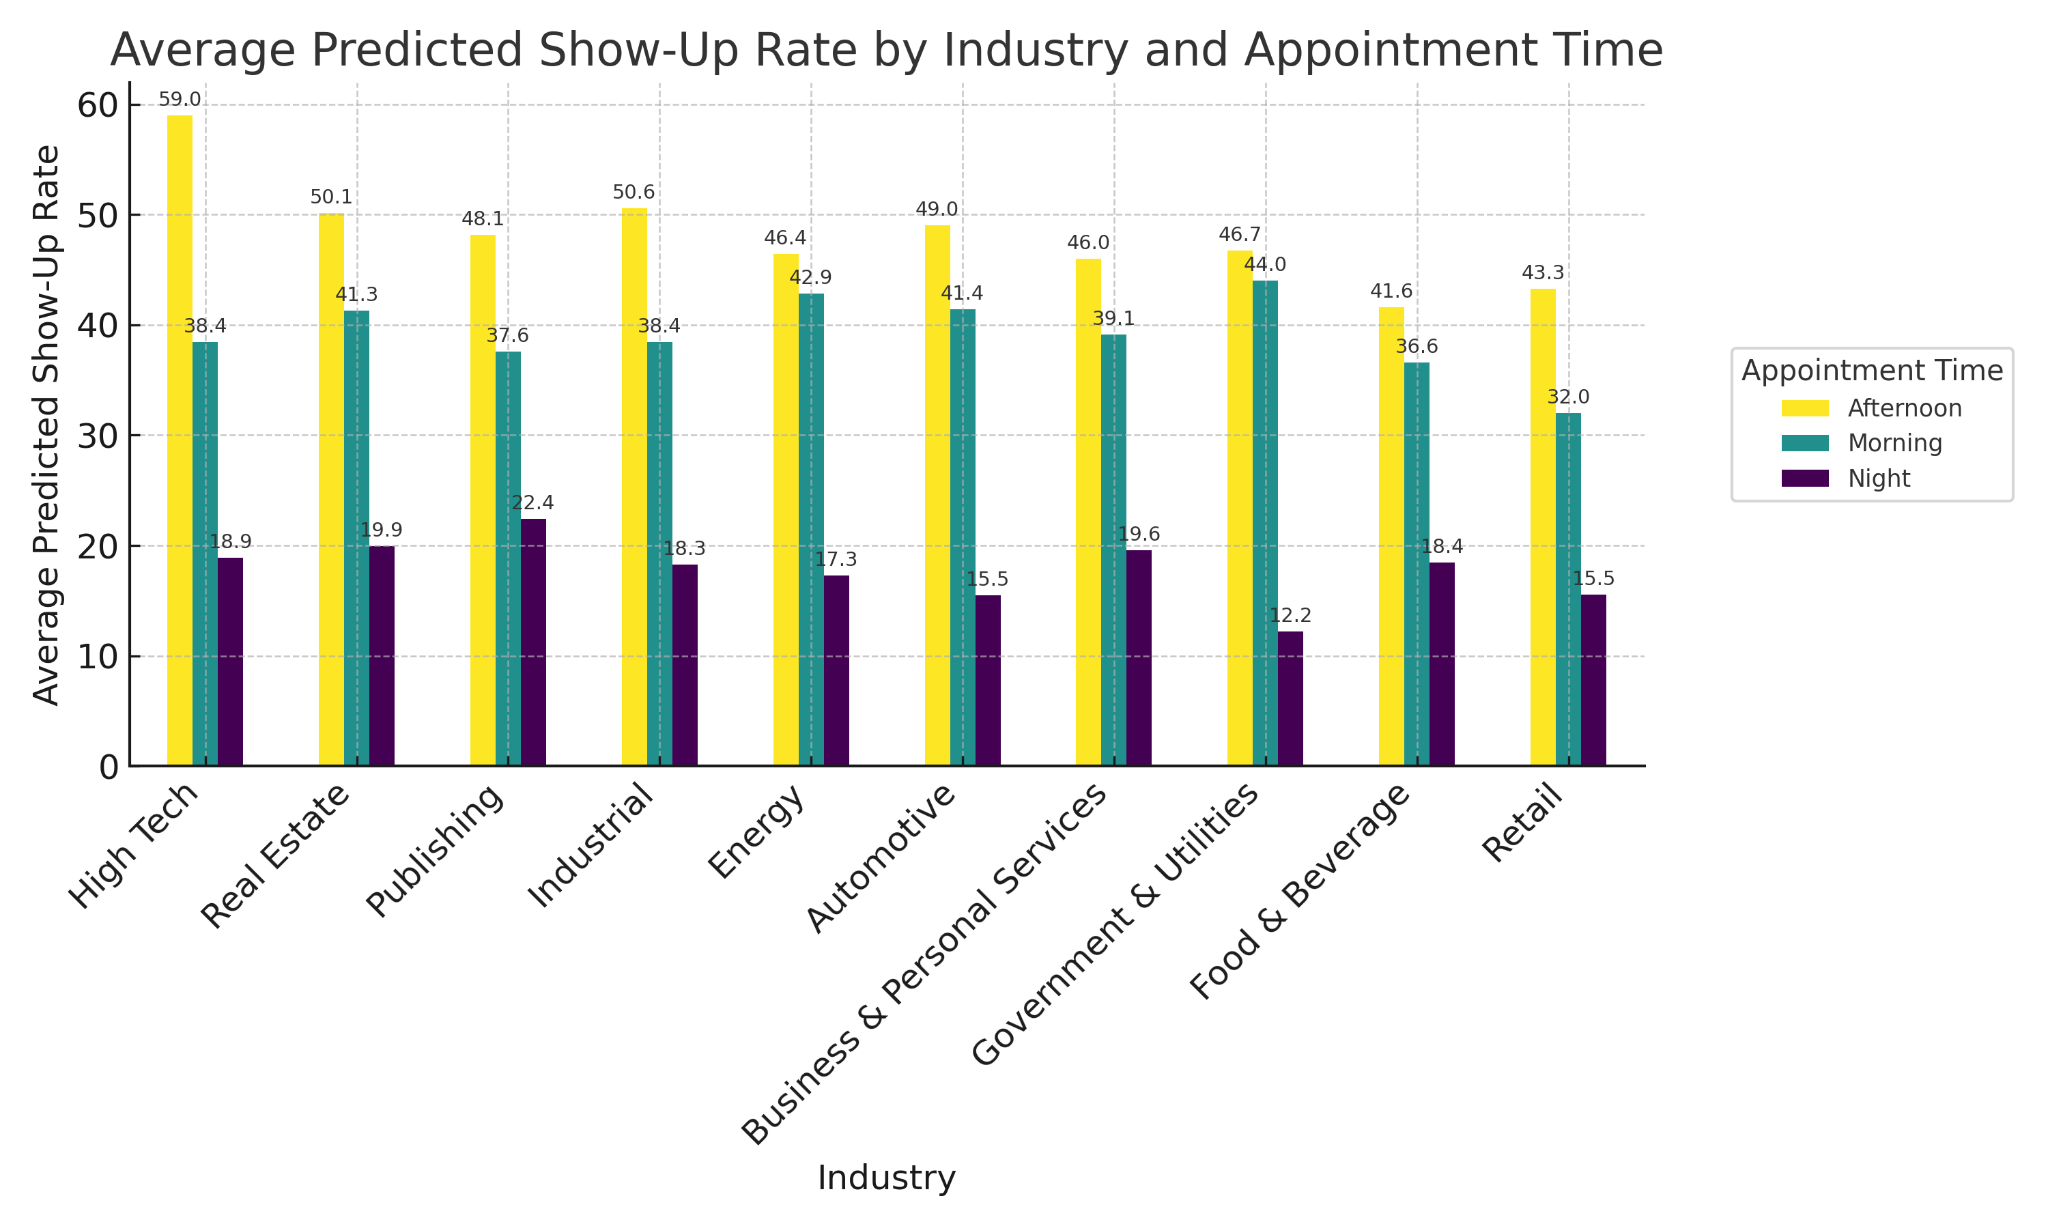 Average Predicted Show-Up Rate by Industry and Appointment Time
Average Predicted Show-Up Rate
60
50
40
30
20
10
0
59.0
38.4
18.9
50.1
41.3
19.9
48.1
37.6
22.4
50.6
38.4
18.3
46.4
42.9
17.3
49.0
41.4
15.5
46.0
39.1
19.6
46.7
44.0
12.2
41.6
36.6
18.4
43.3
32.0
15.5
High Tech
Real Estate
Publishing
Industrial
Energy
Automotive
Business & Personal Services
Government & Utilities
Food & Beverage
Retail
Industry
Appointment Time
Afternoon
Morning
Night